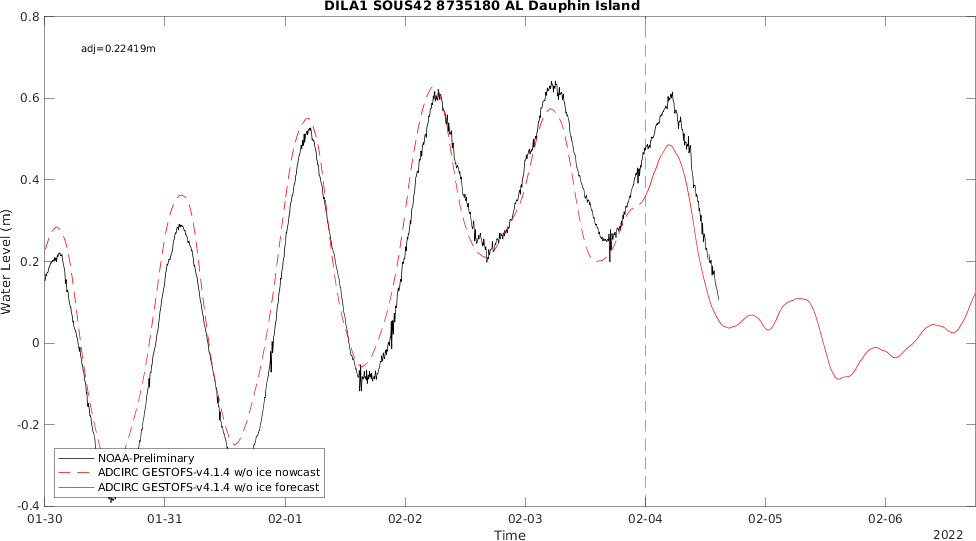 DILA1 SOUS42 8735180 AL Dauphin Island
adj=0.22419m
0.8
0.6
0.4
0.2
0
-0.2
-0.4
Water Level (m)
NOAA-Preliminary
ADCIRC GESTOFS-v4.1.4 w/o ice nowcast
ADCIRC GESTOFS-v4.1.4 w/o ice forecast
01-30 01-31 02-01 02-02 02-03 02-04 02-05 02-06
Time
2022